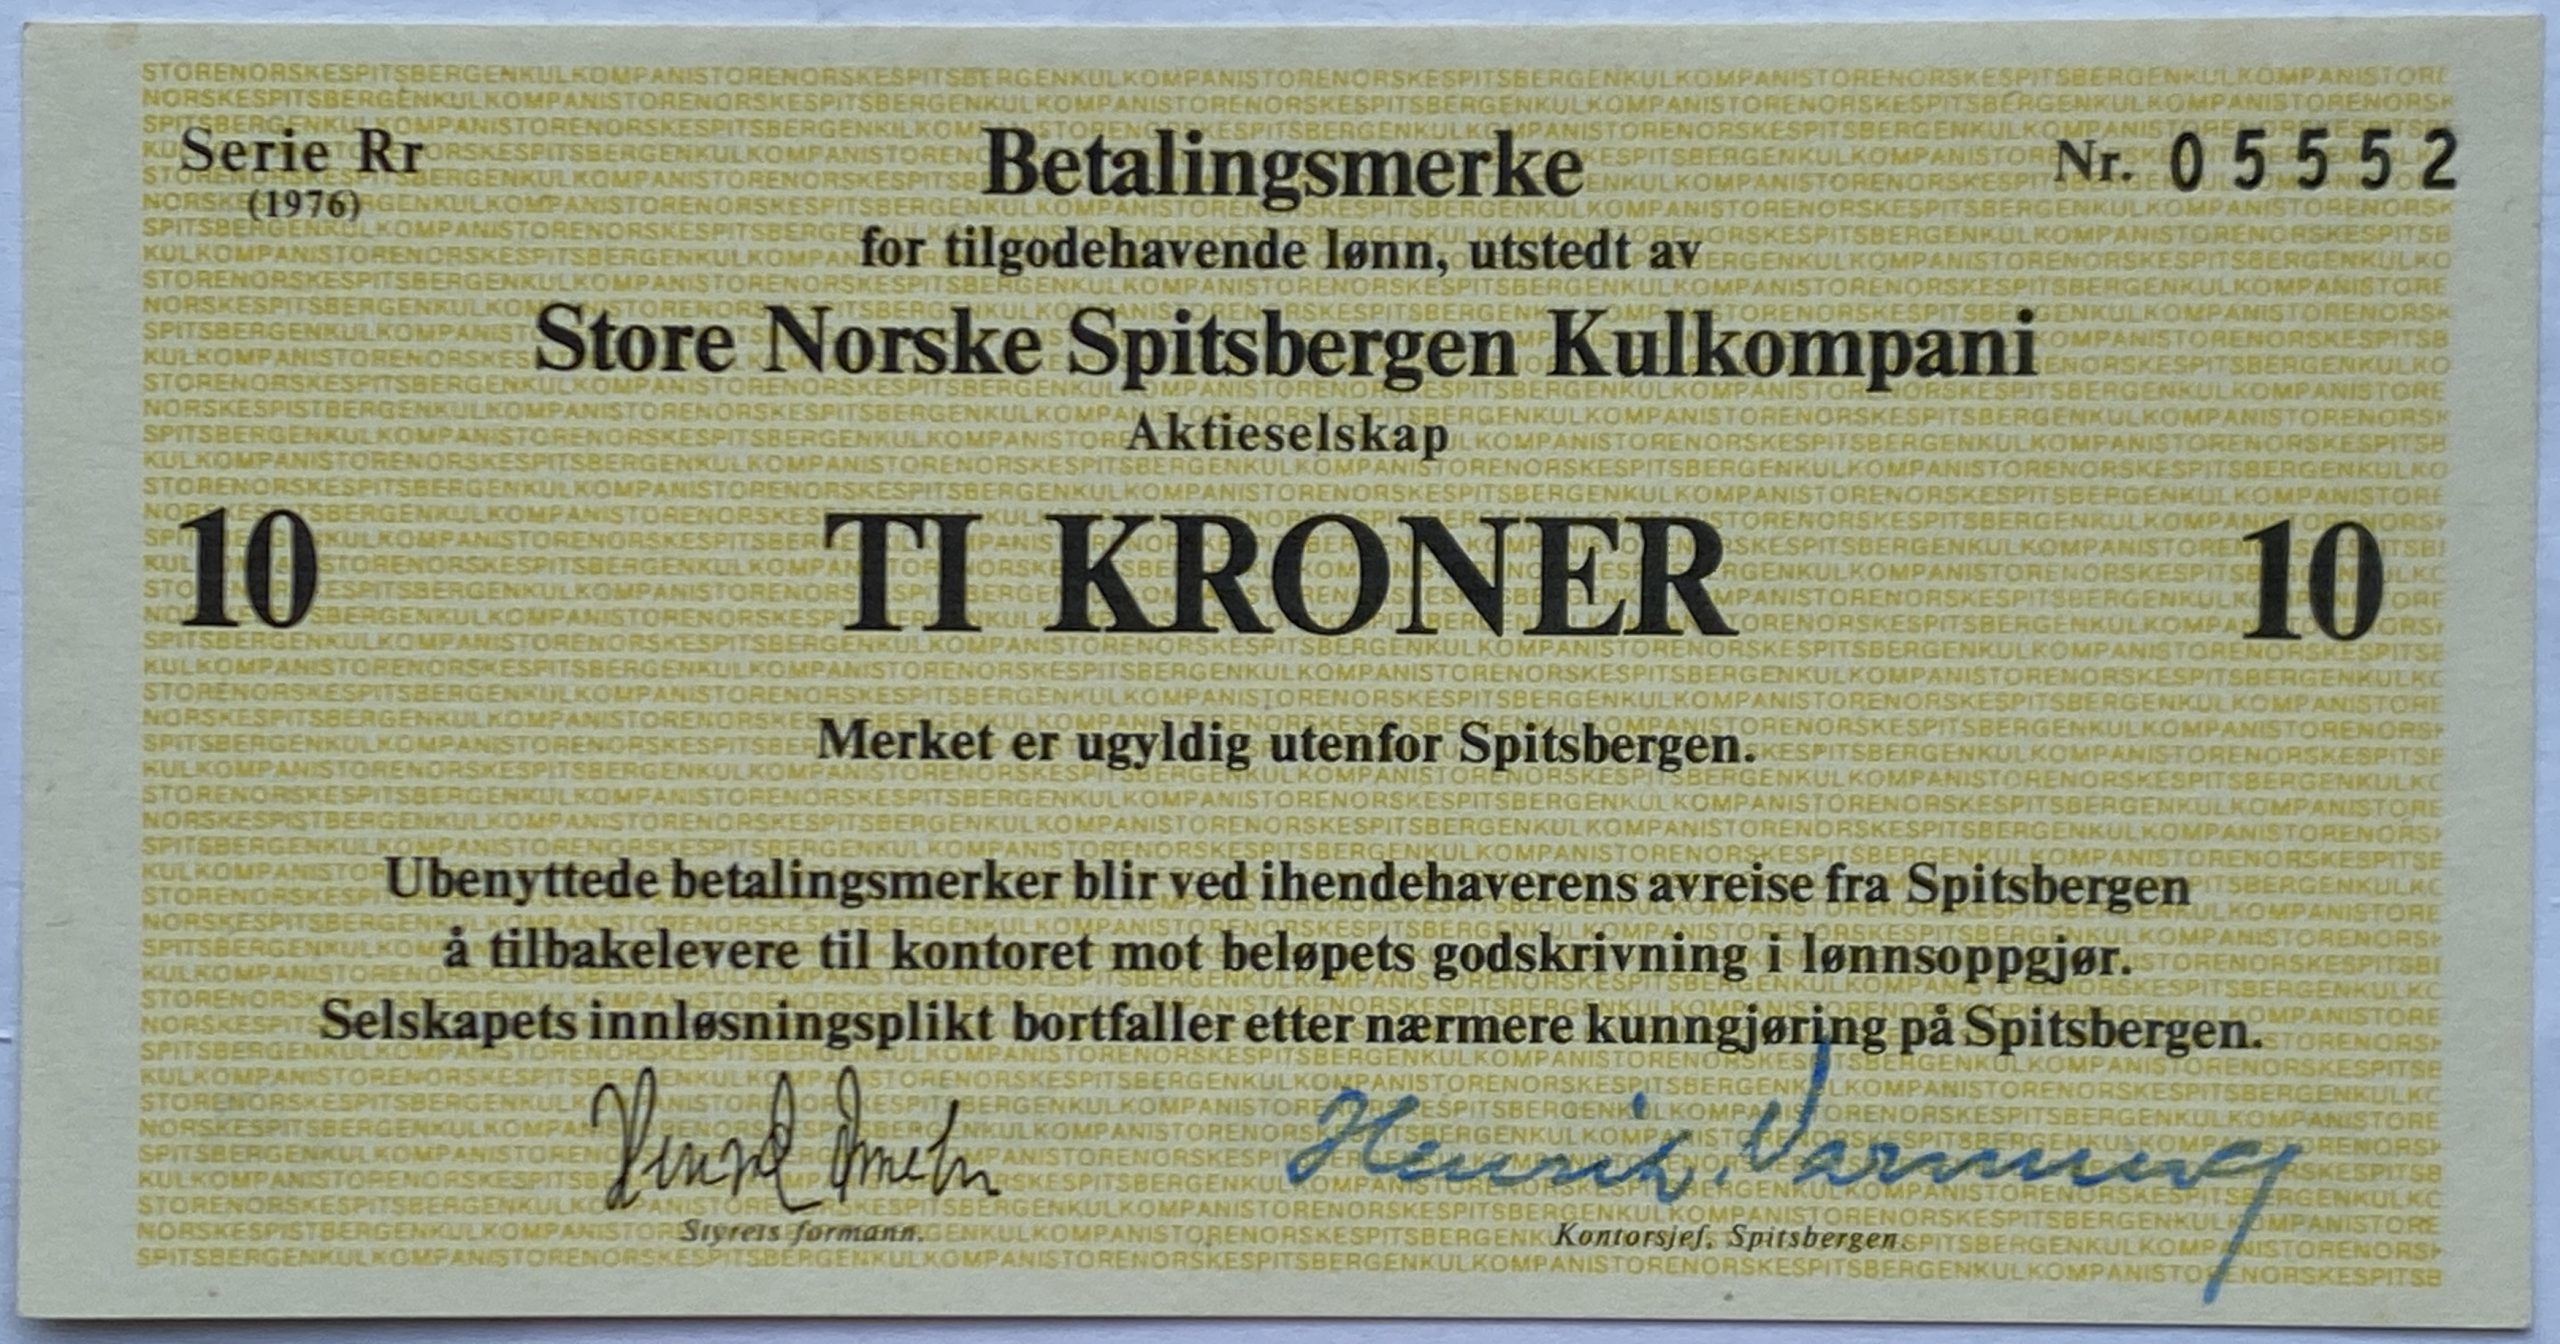 Serie Rr
(1976)
Betalingsmerke
Nr. 05552
for tilgodehavende lønn, utstedt av
Store Norske Spitsbergen Kulkompani
Aktieselskap
10 TI KRONER 10
Merket er ugyldig utenfor Spitsbergen.
Ubenyttede betalingsmerker blir ved ihendehaverens avreise fra Spitsbergen
å tilbakelevere til kontoret mot beløpets godskrivning i lønnsoppgjør.
Selskapets innløsningsplikt bortfaller etter nærmere kunngjøring på Spitsbergen.
Henrik Varming
Styrets formann.
Kontorsjef, Spitsbergen.